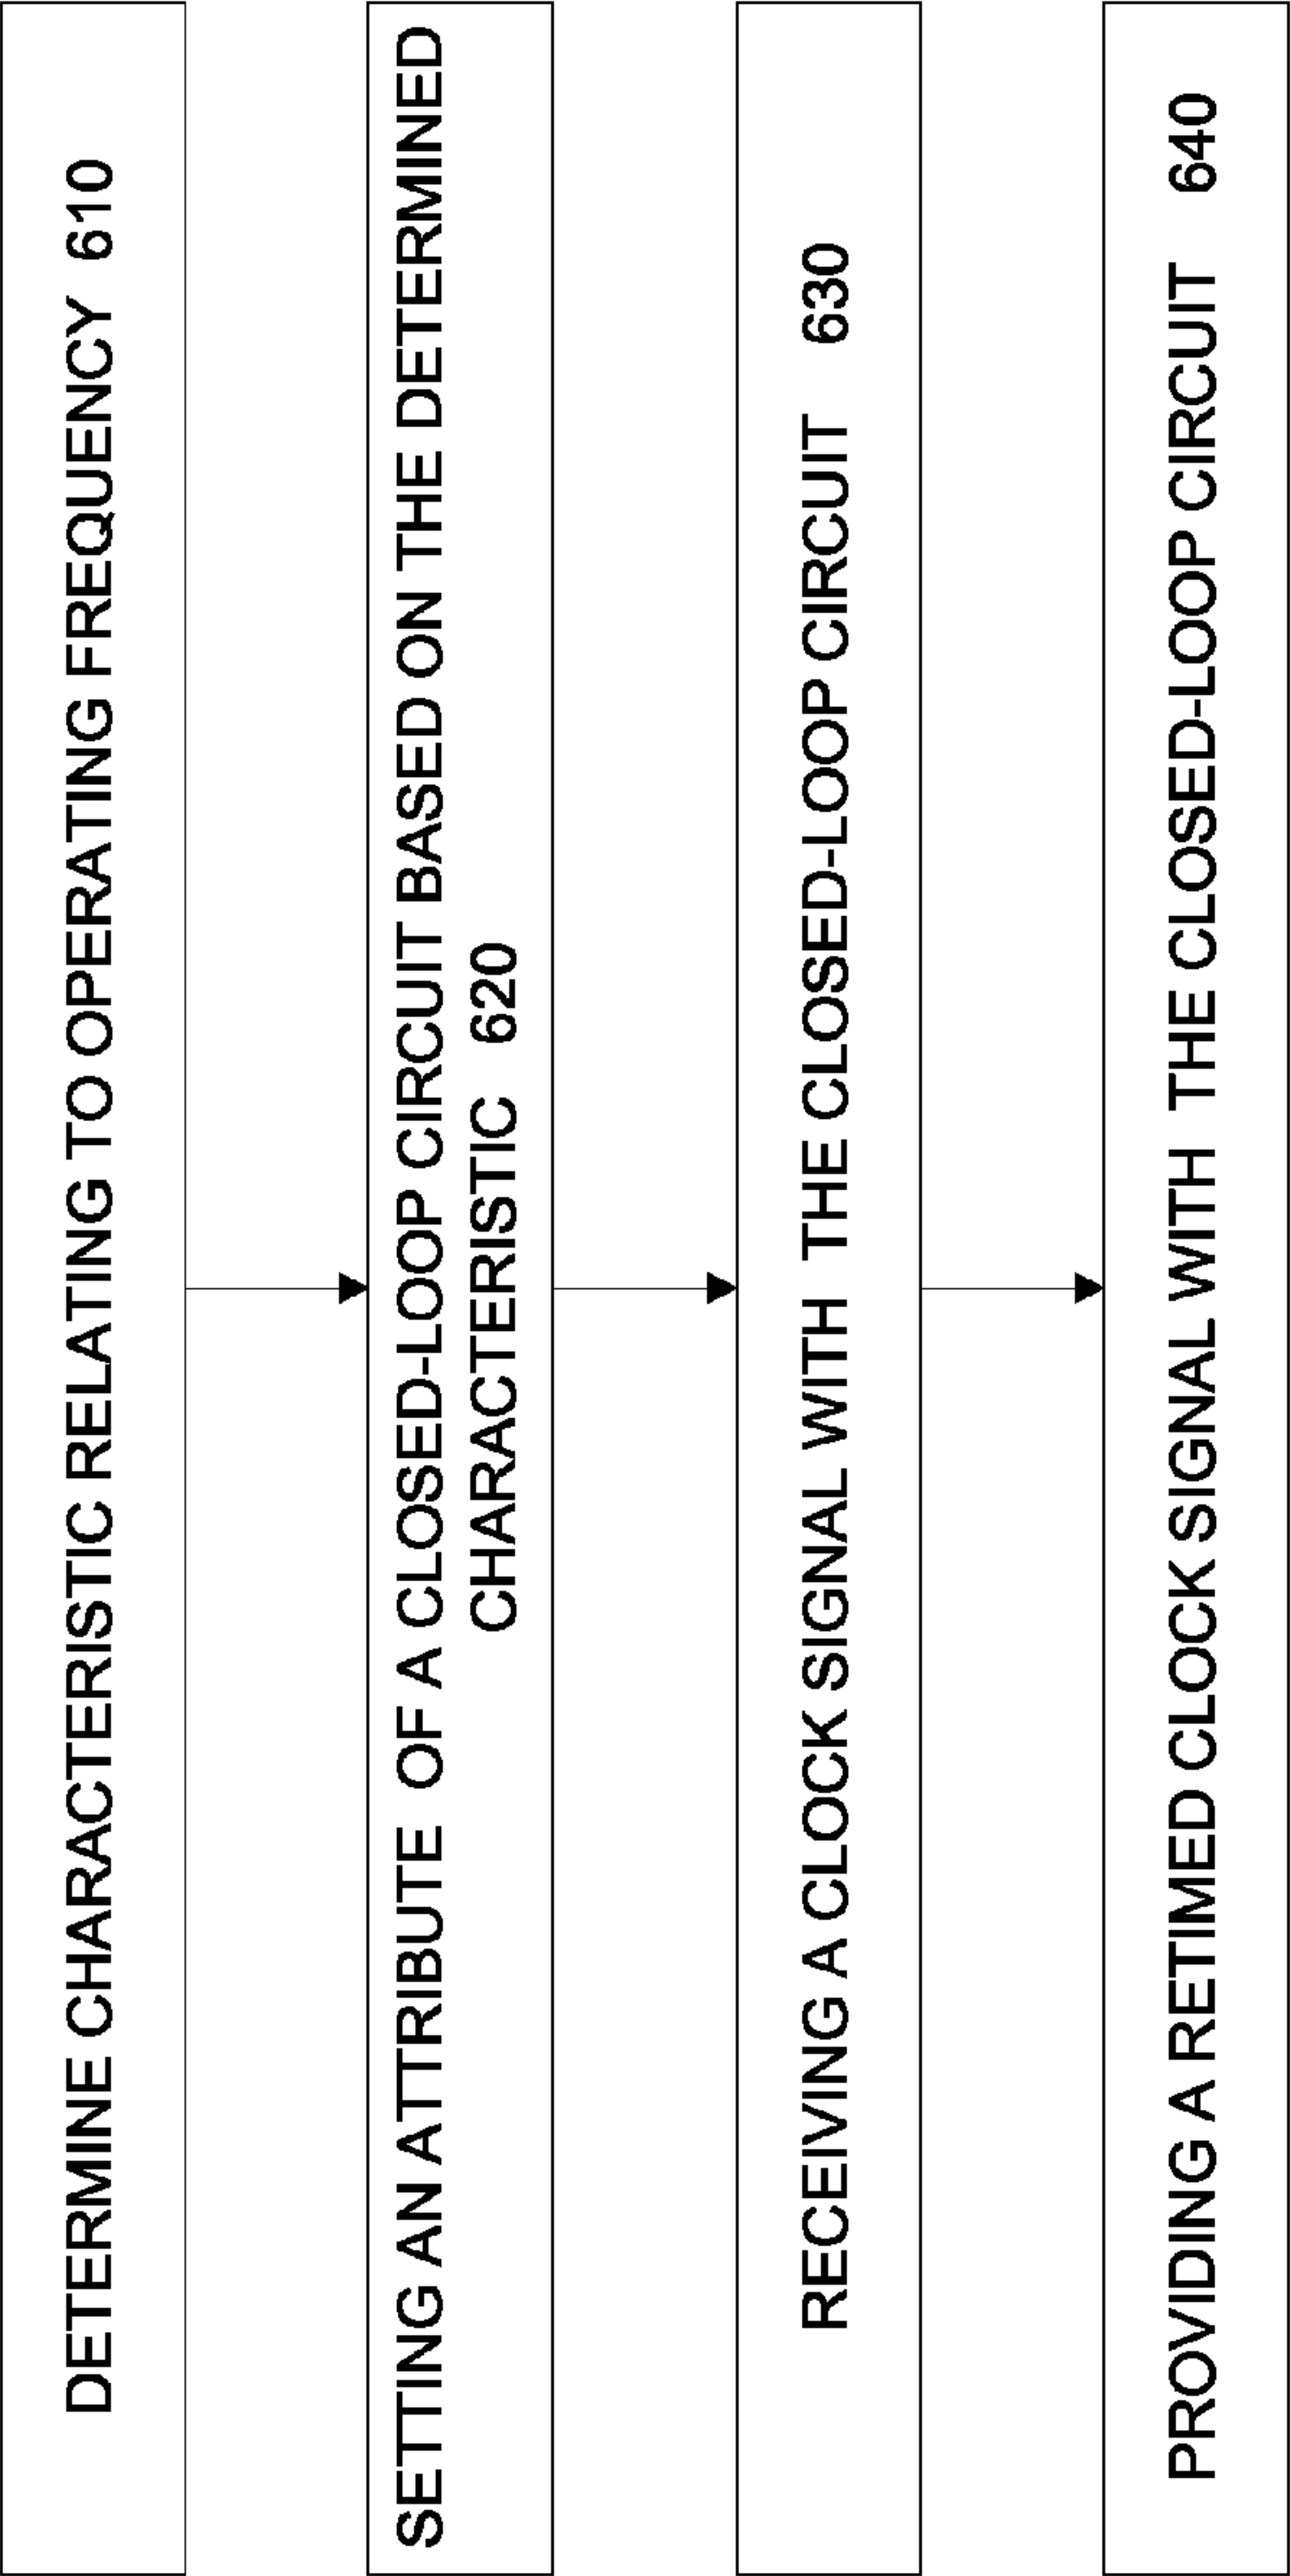 DETERMINE CHARACTERISTIC RELATING TO OPERATING FREQUENCY 610
SETTING AN ATTRIBUTE OF A CLOSED-LOOP CIRCUIT BASED ON THE DETERMINED
CHARACTERISTIC 620
RECEIVING A CLOCK SIGNAL WITH THE CLOSED-LOOP CIRCUIT 630
PROVIDING A RETIMED CLOCK SIGNAL WITH THE CLOSED-LOOP CIRCUIT 640